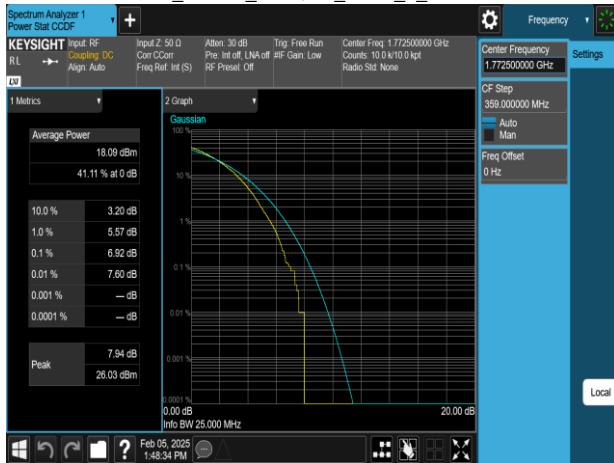 Spectrum Analyzer 1
Power Stat CCDF
Frequency
KEYSIGHT
RL
LXI
Input: RF
Coupling: DC
Align: Auto
Input Z: 50 Ω
Corr CCorr
Freq Ref: Int (S)
Atten: 30 dB
Pre: Int off, LNA off
RF Preset: Off
Trig: Free Run
#IF Gain: Low
Center Freq: 1.772500000 GHz
Counts: 10.0 k/10.0 kpt
Radio Std: None
Center Frequency
1.772500000 GHz
Settings
CF Step
359.000000 MHz
Auto
Man
Freq Offset
0 Hz
1 Metrics
Average Power
18.09 dBm
41.11 % at 0 dB
10.0 % 3.20 dB
1.0 % 5.57 dB
0.1 % 6.92 dB
0.01 % 7.60 dB
0.001 % --- dB
0.0001 % --- dB
Peak
7.94 dB
26.03 dBm
2 Graph
Gaussian
100 %
10 %
1 %
0.1 %
0.01 %
0.001 %
0.0001 %
0.00 dB
20.00 dB
Info BW 25.000 MHz
Local
?
Feb 05, 2025
1:48:34 PM